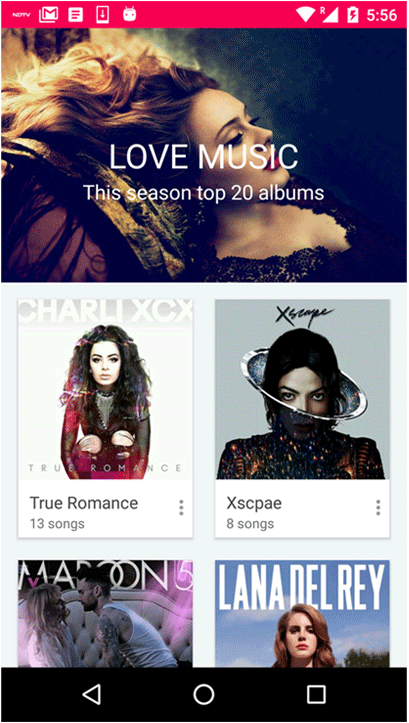 NDTV
R
5:56
LOVE MUSIC
This season top 20 albums
CHARLI XCX
TRUE ROMANCE
Xscape
True Romance
13 songs
Xscpae
8 songs
MAROON 5
V
LANA DEL REY